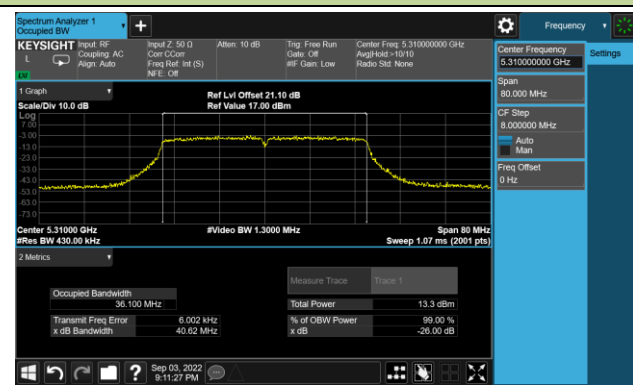 Spectrum Analyzer 1
Occupied BW
Frequency
KEYSIGHT
L
Input: RF
Coupling: AC
Align: Auto
Input Z: 50 Ω
Corr CCorr
Freq Ref: Int (S)
NFE: Off
Atten: 10 dB
Trig: Free Run
Gate: Off
#IF Gain: Low
Center Freq: 5.310000000 GHz
Avg|Hold:>10/10
Radio Std: None
Center Frequency
5.310000000 GHz
Settings
Span
80.000 MHz
CF Step
8.000000 MHz
Auto
Man
Freq Offset
0 Hz
1 Graph
Scale/Div 10.0 dB
Ref Lvl Offset 21.10 dB
Ref Value 17.00 dBm
Log
7.00
-3.00
-13.0
-23.0
-33.0
-43.0
-53.0
-63.0
-73.0
Center 5.31000 GHz
#Video BW 1.3000 MHz
Span 80 MHz
#Res BW 430.00 kHz
Sweep 1.07 ms (2001 pts)
2 Metrics
Measure Trace
Trace 1
Occupied Bandwidth
36.100 MHz
Total Power
13.3 dBm
Transmit Freq Error
6.002 kHz
% of OBW Power
99.00 %
x dB Bandwidth
40.62 MHz
x dB
-26.00 dB
?
Sep 03, 2022
9:11:27 PM